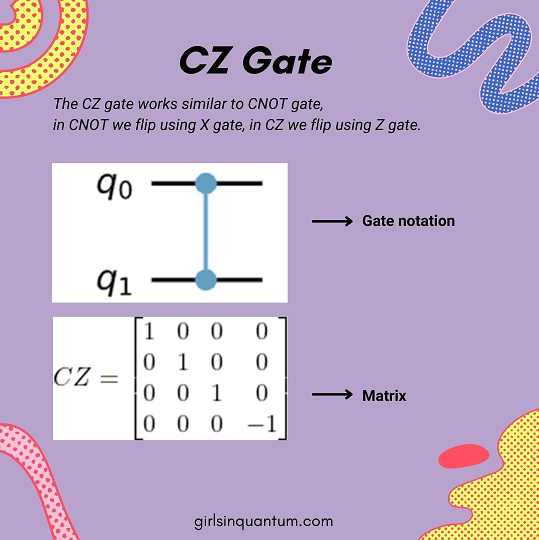 CZ Gate
The CZ gate works similar to CNOT gate,
in CNOT we flip using X gate, in CZ we flip using Z gate.
q0
Gate notation
q1
CZ =
1 0 0 0
0 1 0 0
0 0 1 0
0 0 0 −1
Matrix
girlsinquantum.com